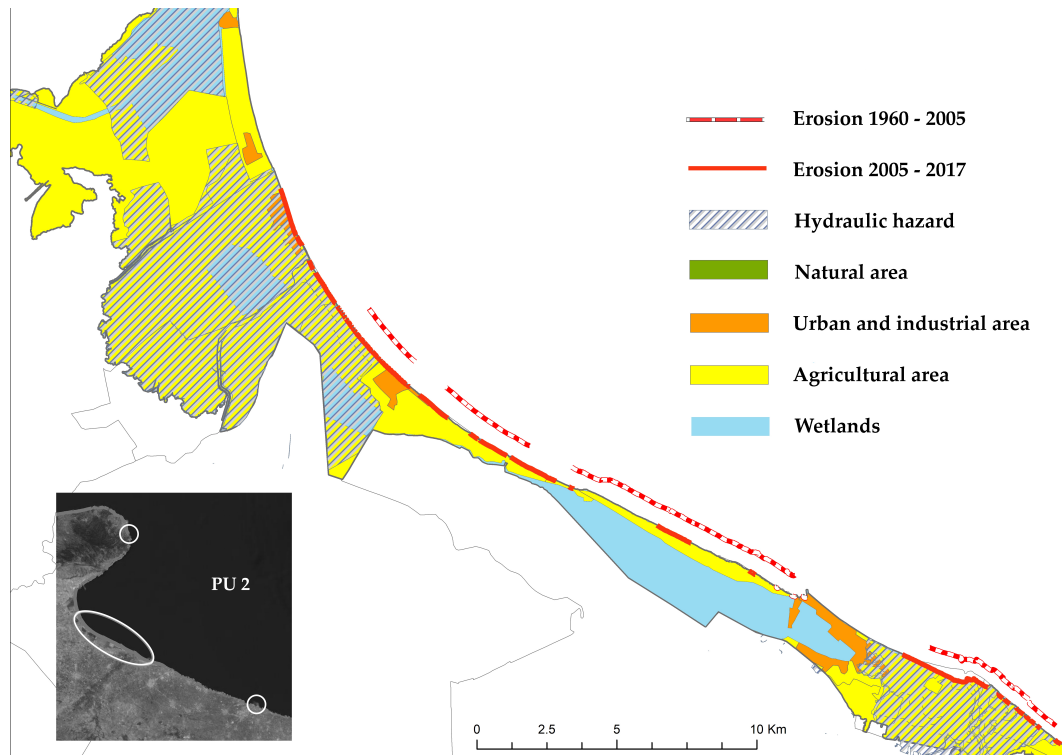 Erosion 1960 - 2005
Erosion 2005 - 2017
Hydraulic hazard
Natural area
Urban and industrial area
Agricultural area
Wetlands
PU 2
0 2.5 5 10 Km